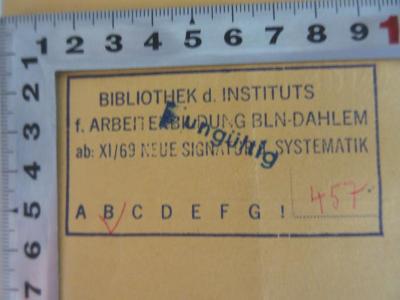 1 2 3 4 5 6 7 8 9 1
2
3
4
5
6
7
BIBLIOTHEK d. INSTITUTS
f. ARBEITERBILDUNG BLN-DAHLEM
ungültig
ab: XI/69 NEUE SIGNATUR SYSTEMATIK
457
A B C D E F G !